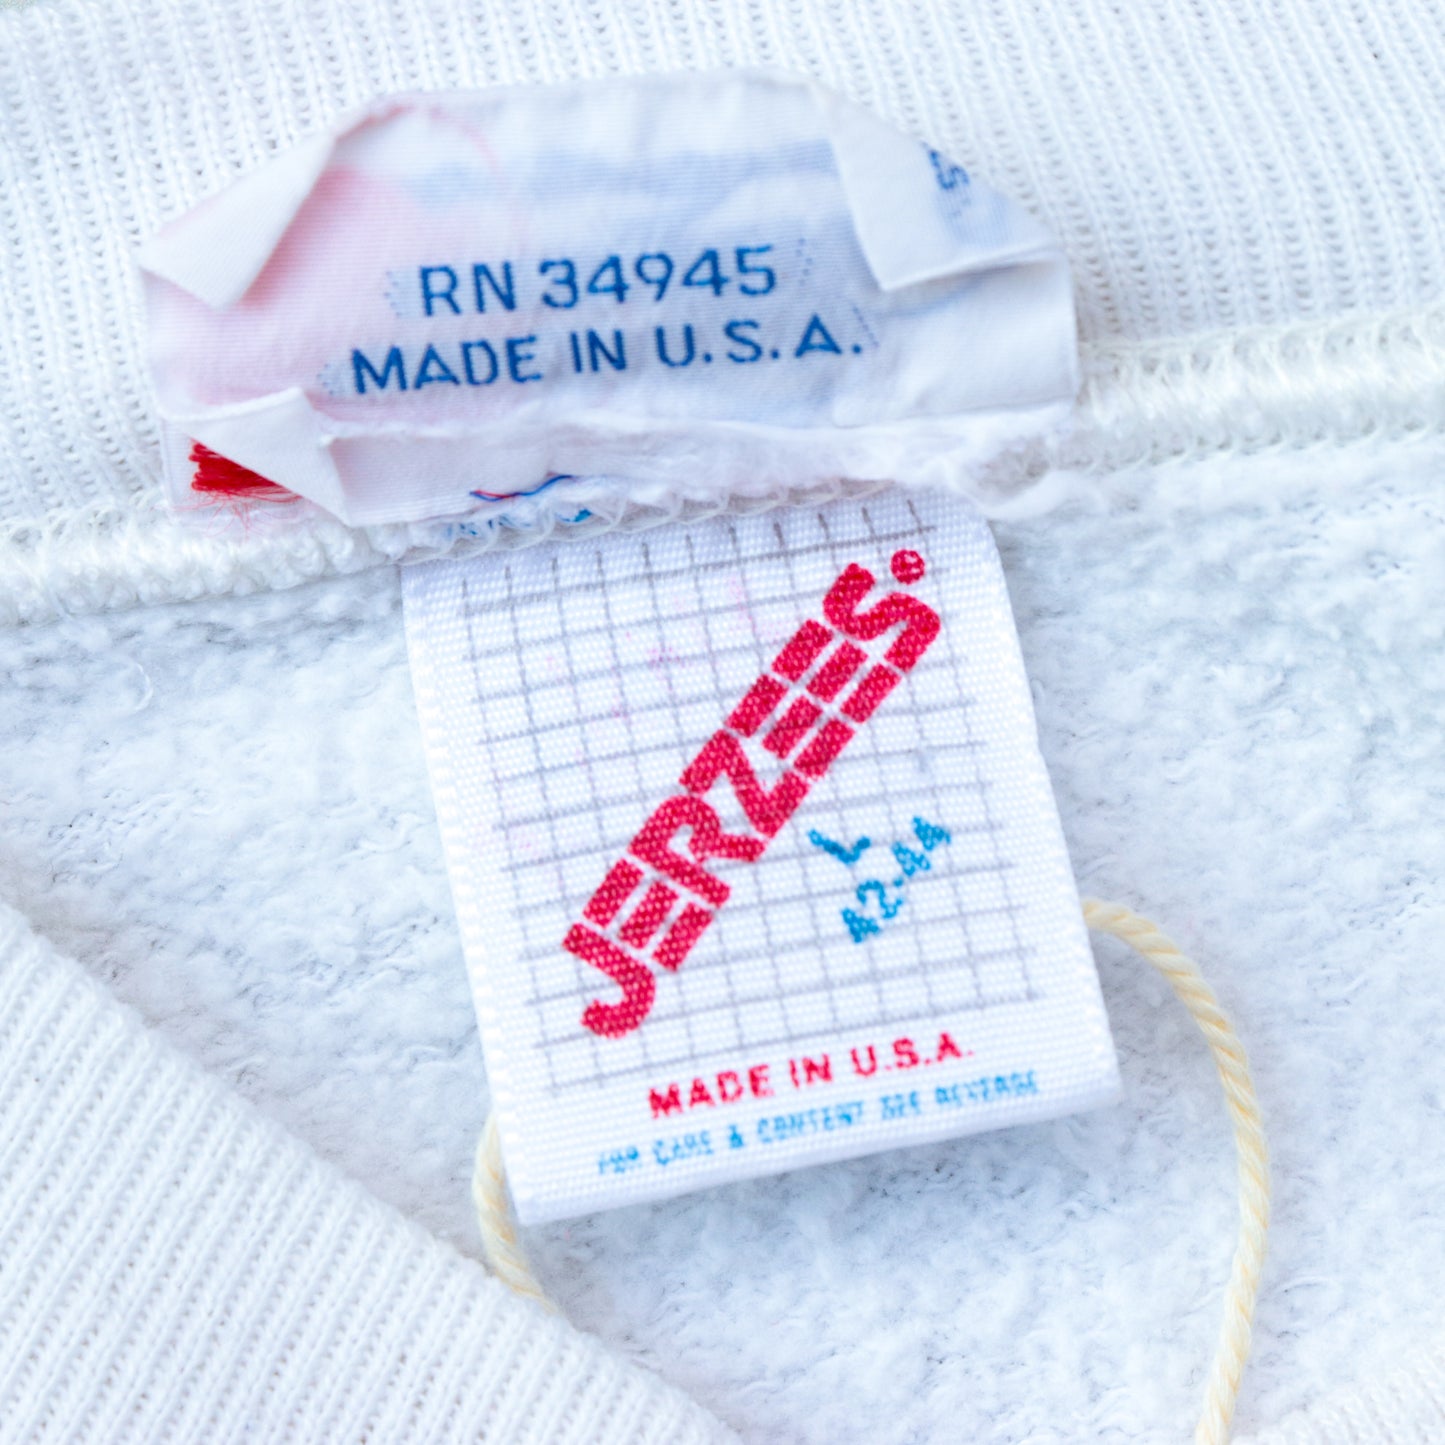 RN 34945
MADE IN U.S.A.
JERZEES®
L
42-44
MADE IN U.S.A.
FOR CARE & CONTENT SEE REVERSE